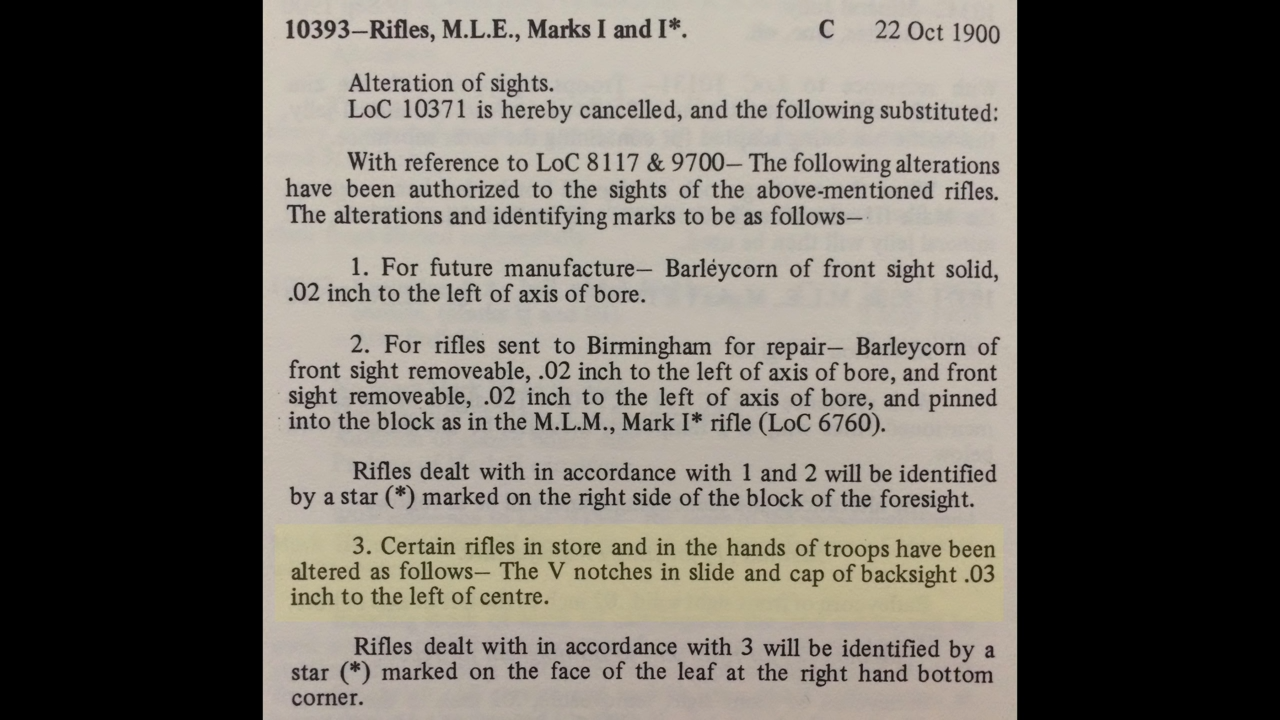 10393—Rifles, M.L.E., Marks I and I*. C 22 Oct 1900
Alteration of sights.
LoC 10371 is hereby cancelled, and the following substituted:
With reference to LoC 8117 & 9700— The following alterations
have been authorized to the sights of the above-mentioned rifles.
The alterations and identifying marks to be as follows—
1. For future manufacture— Barleycorn of front sight solid,
.02 inch to the left of axis of bore.
2. For rifles sent to Birmingham for repair— Barleycorn of
front sight removeable, .02 inch to the left of axis of bore, and front
sight removeable, .02 inch to the left of axis of bore, and pinned
into the block as in the M.L.M., Mark I* rifle (LoC 6760).
Rifles dealt with in accordance with 1 and 2 will be identified
by a star (*) marked on the right side of the block of the foresight.
3. Certain rifles in store and in the hands of troops have been
altered as follows— The V notches in slide and cap of backsight .03
inch to the left of centre.
Rifles dealt with in accordance with 3 will be identified by a
star (*) marked on the face of the leaf at the right hand bottom
corner.